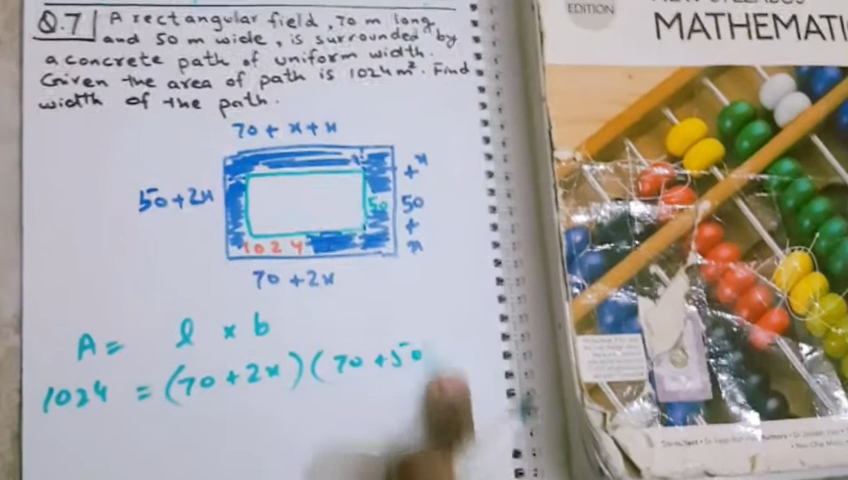 Q.7 A rectangular field, 70 m long
and 50 m wide, is surrounded by
a concrete path of uniform width.
Given the area of path is 1024 m². Find
width of the path.
70 + x + x
50+2x
x
+
50
50
+
x
1024
70 +2x
A = l x b
1024 = (70+2x)(70+50
EDITION
MATHEMATI